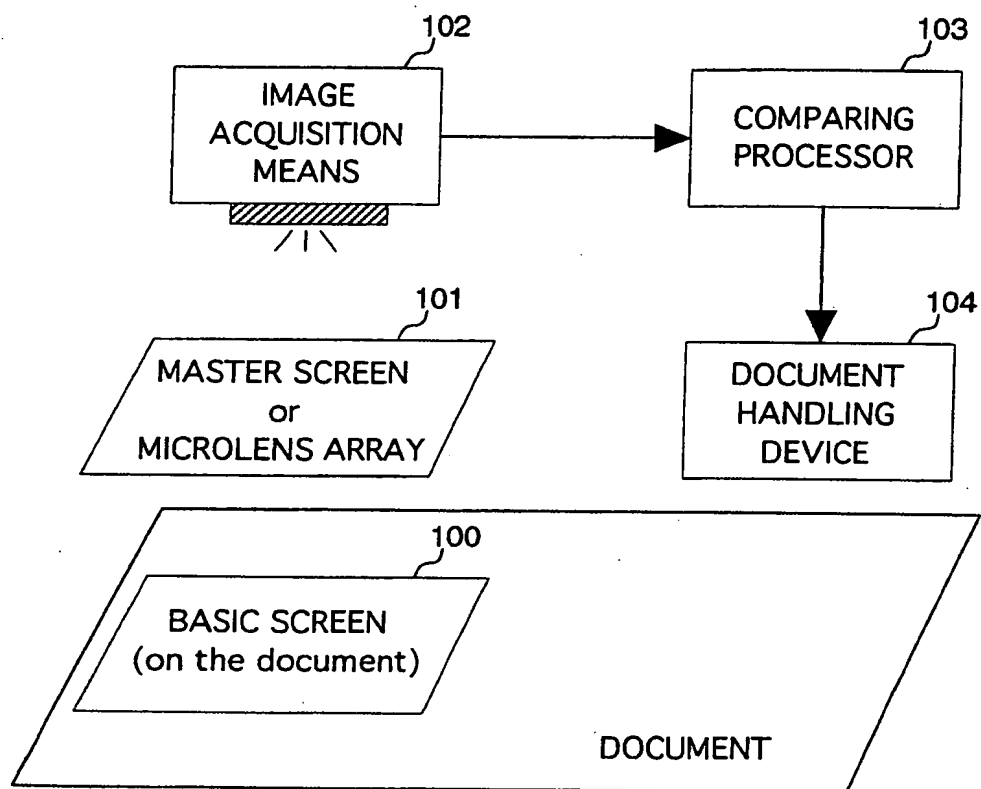 102
IMAGE
ACQUISITION
MEANS
103
COMPARING
PROCESSOR
101
MASTER SCREEN
or
MICROLENS ARRAY
104
DOCUMENT
HANDLING
DEVICE
100
BASIC SCREEN
(on the document)
DOCUMENT